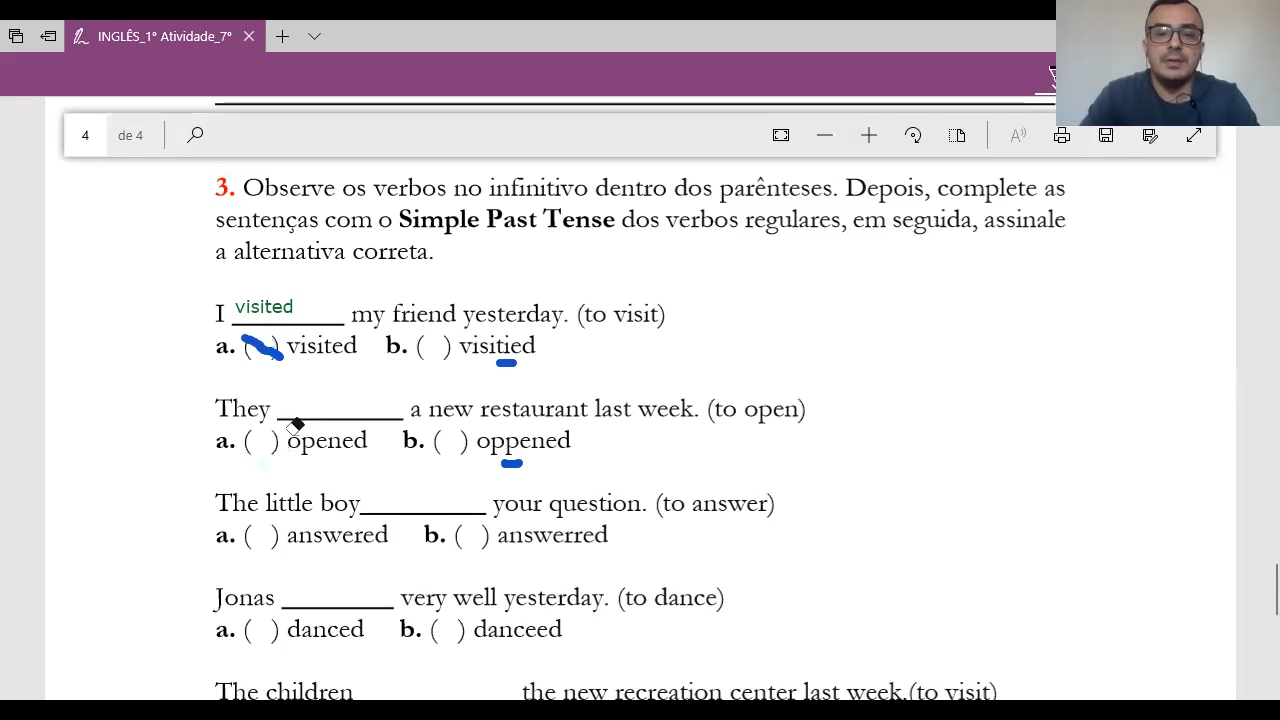 INGLÊS_1º Atividade_7º
4 de 4
3. Observe os verbos no infinitivo dentro dos parênteses. Depois, complete as
sentenças com o Simple Past Tense dos verbos regulares, em seguida, assinale
a alternativa correta.
I visited my friend yesterday. (to visit)
a. ( ) visited b. ( ) visitied
They __________ a new restaurant last week. (to open)
a. ( ) opened b. ( ) oppened
The little boy__________ your question. (to answer)
a. ( ) answered b. ( ) answerred
Jonas _________ very well yesterday. (to dance)
a. ( ) danced b. ( ) danceed
The children the new recreation center last week.(to visit)